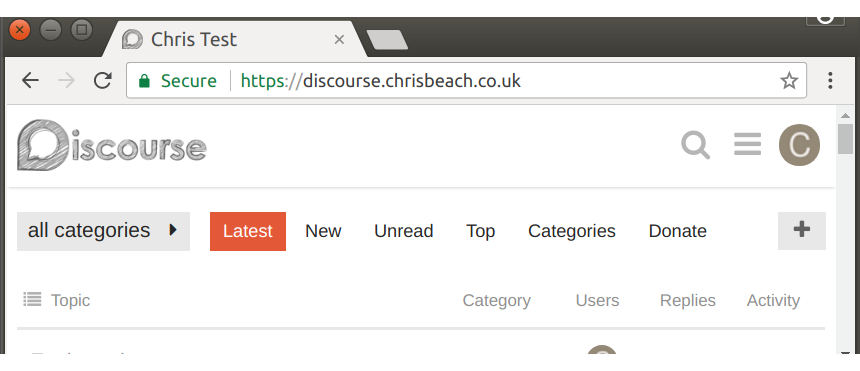 Chris Test
Secure https://discourse.chrisbeach.co.uk
Discourse
C
all categories Latest New Unread Top Categories Donate
Topic Category Users Replies Activity